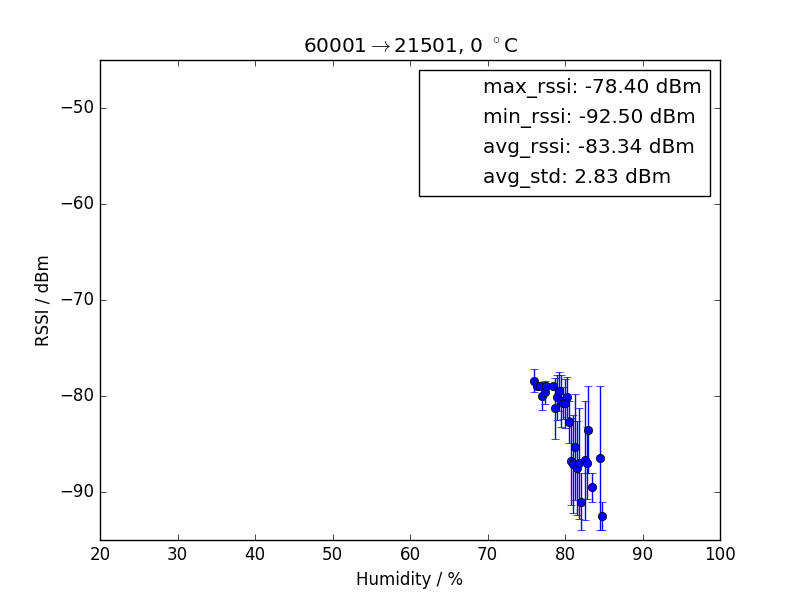 60001→21501, 0 °C
max_rssi: -78.40 dBm
min_rssi: -92.50 dBm
avg_rssi: -83.34 dBm
avg_std: 2.83 dBm
−50
−60
−70
−80
−90
RSSI / dBm
20 30 40 50 60 70 80 90 100
Humidity / %